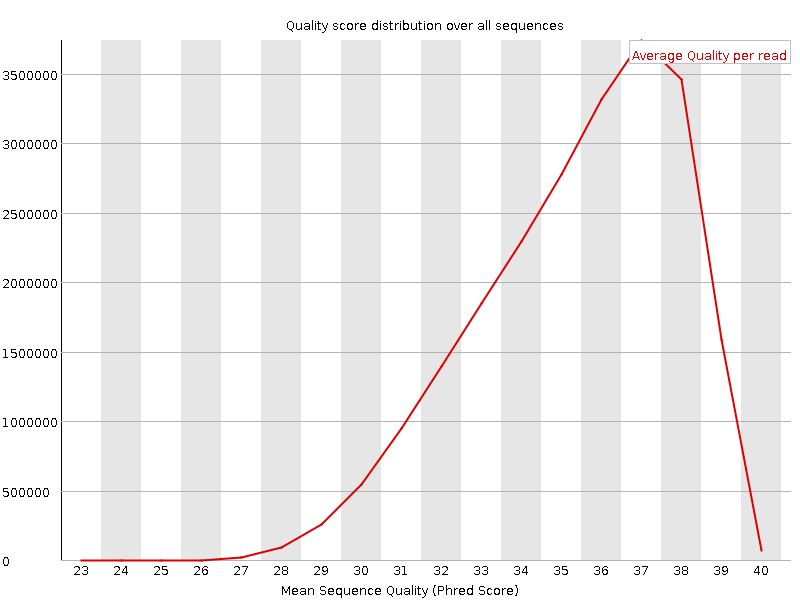 Quality score distribution over all sequences
Average Quality per read
3500000
3000000
2500000
2000000
1500000
1000000
500000
0
23 24 25 26 27 28 29 30 31 32 33 34 35 36 37 38 39 40
Mean Sequence Quality (Phred Score)